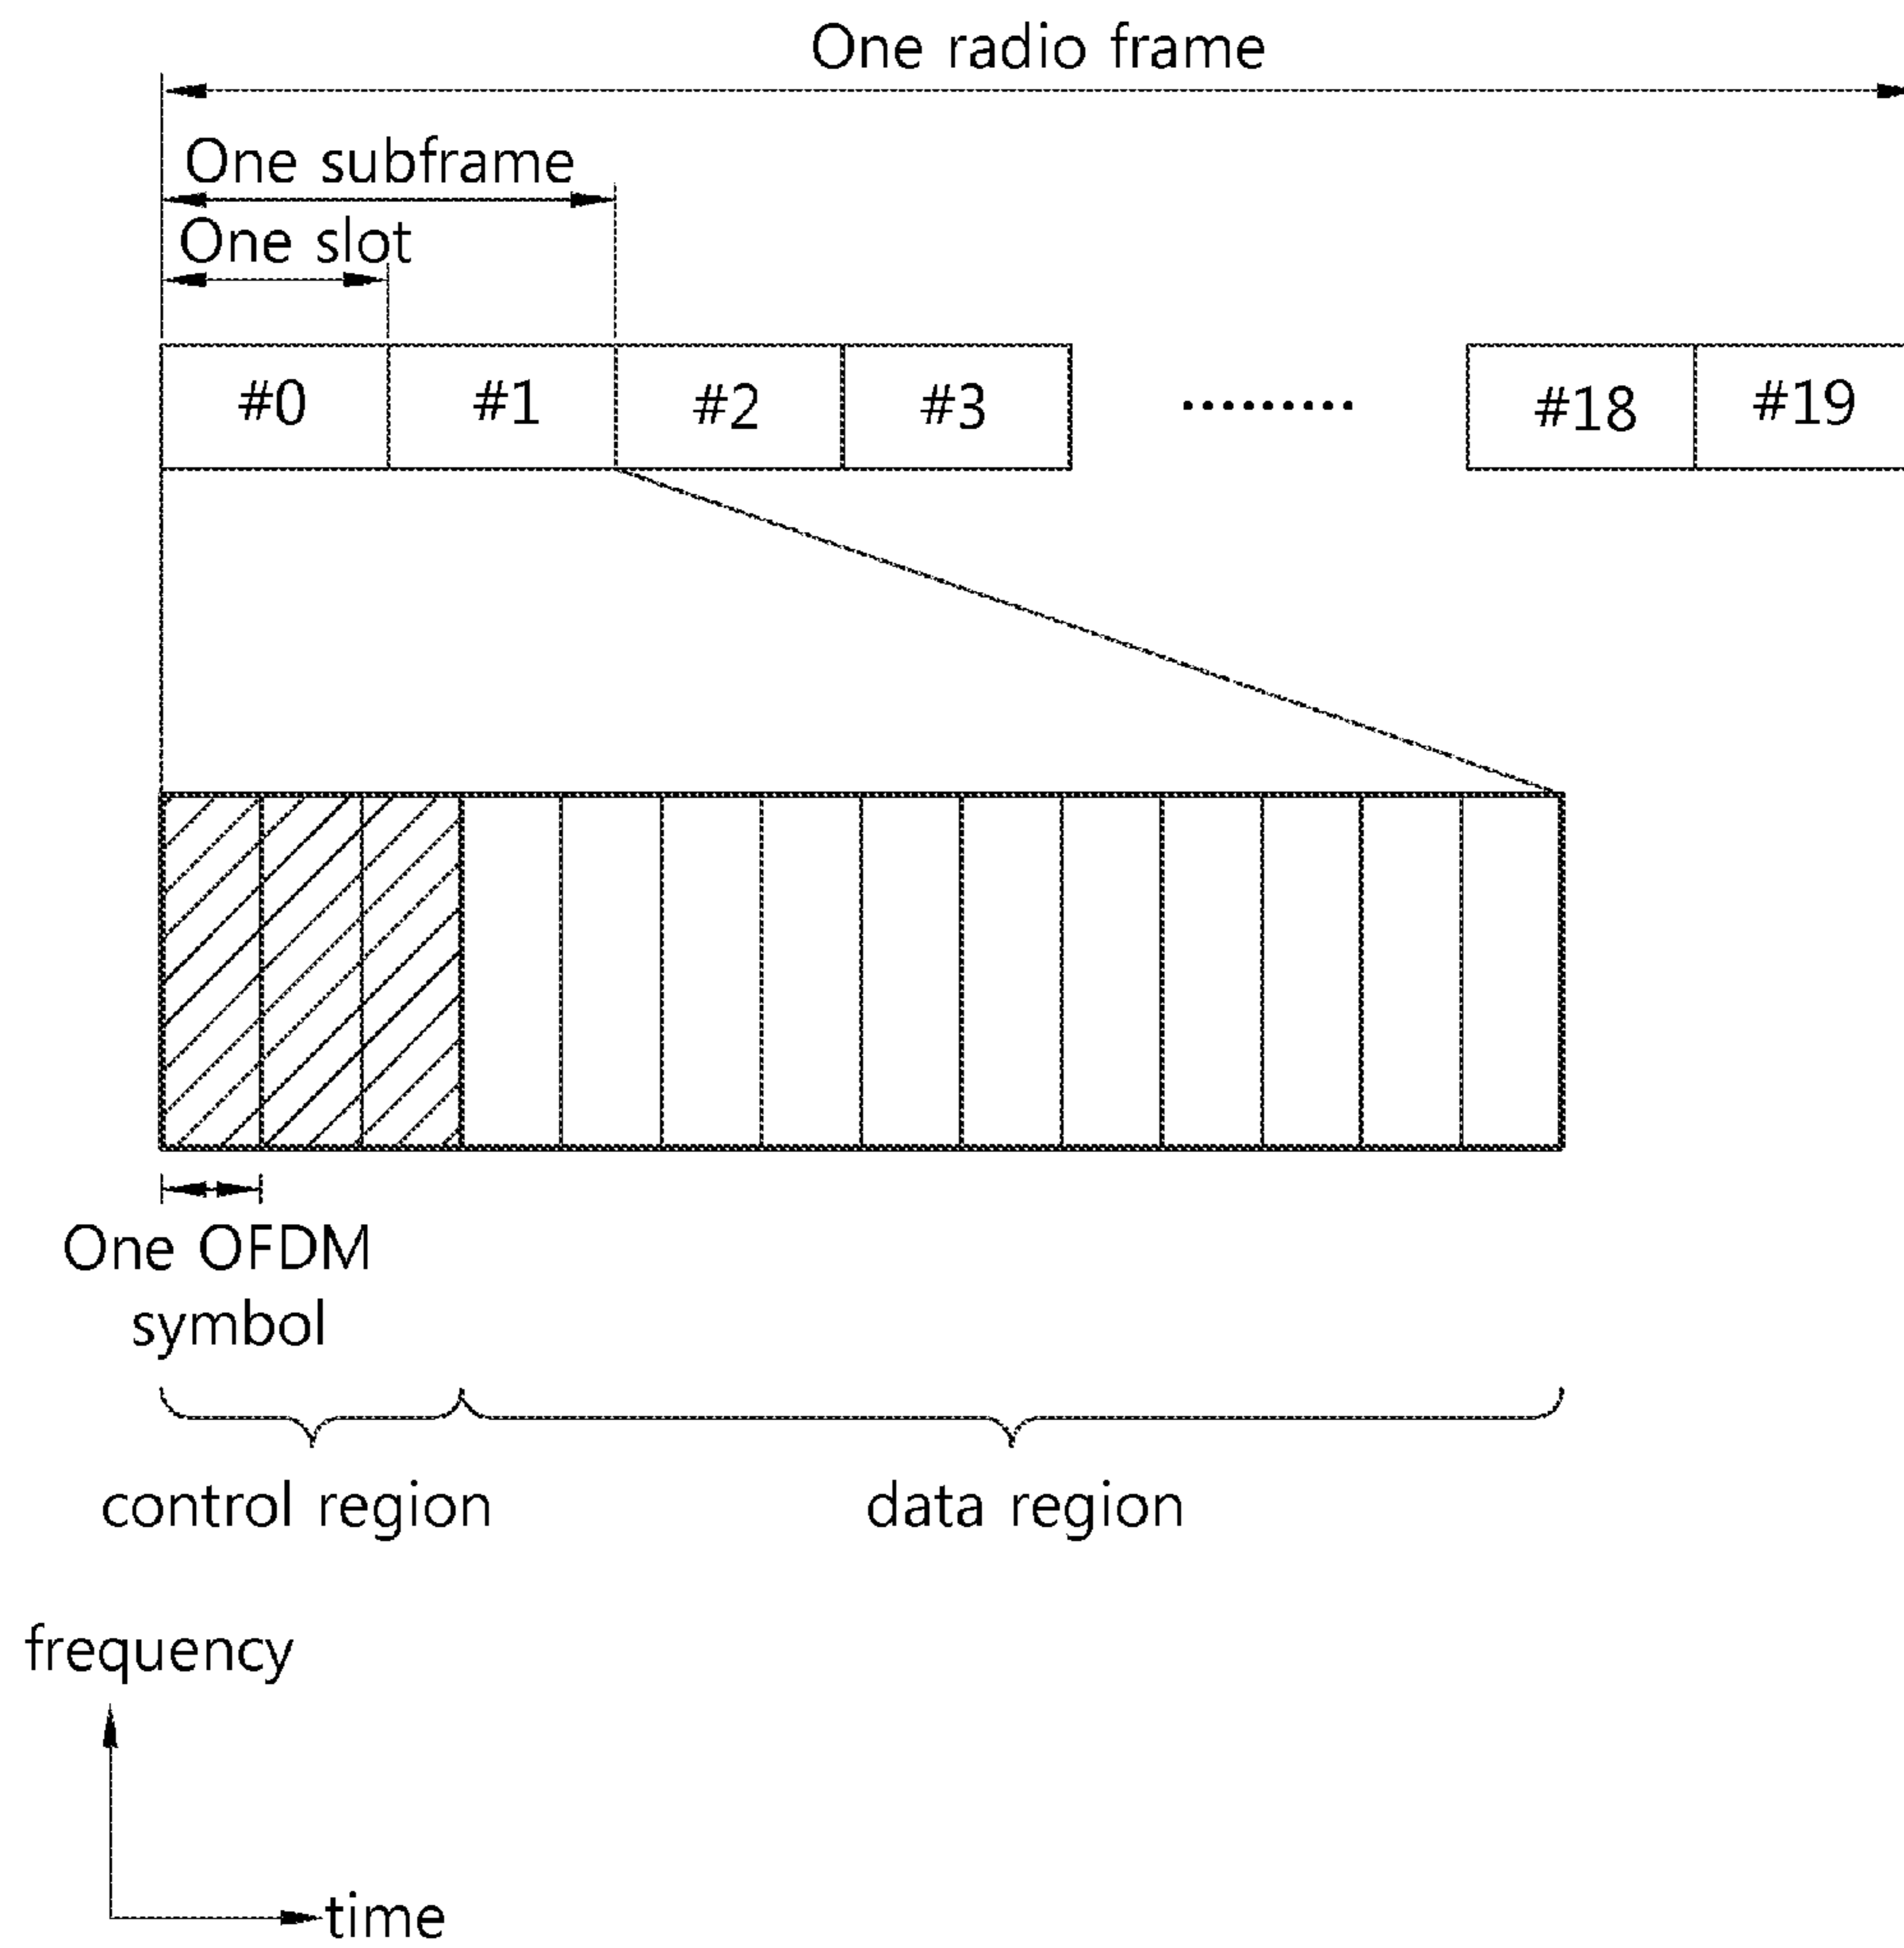 One radio frame
One subframe
One slot
#0 #1 #2 #3 ......... #18 #19
One OFDM
symbol
control region data region
frequency
time